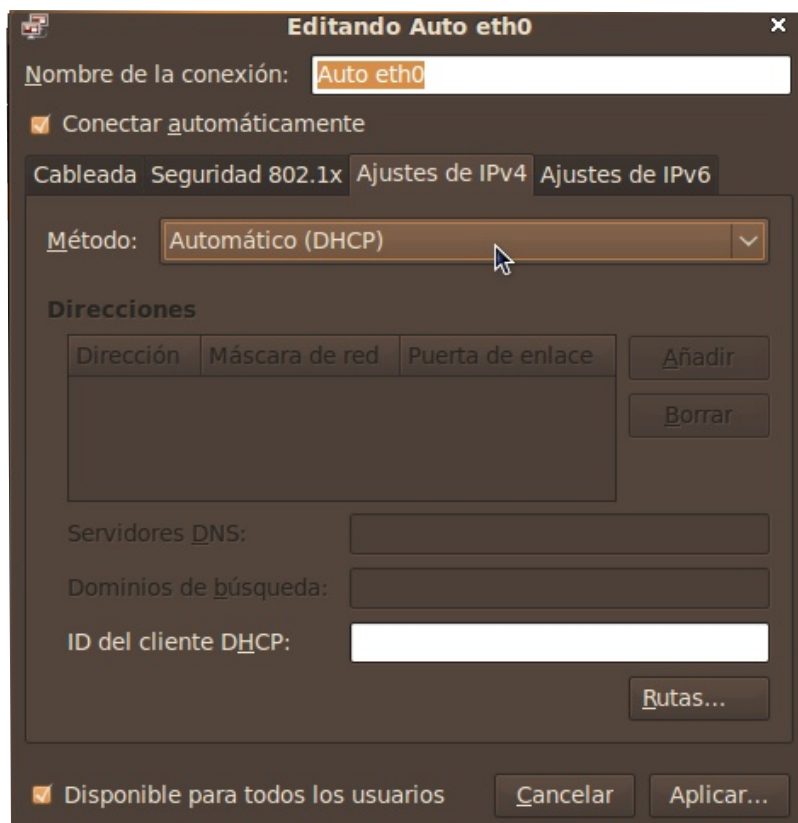 Editando Auto eth0
Nombre de la conexión: Auto eth0
Conectar automáticamente
Cableada Seguridad 802.1x Ajustes de IPv4 Ajustes de IPv6
Método: Automático (DHCP)
Direcciones
Dirección Máscara de red Puerta de enlace Añadir
Borrar
Servidores DNS:
Dominios de búsqueda:
ID del cliente DHCP:
Rutas...
Disponible para todos los usuarios Cancelar Aplicar...